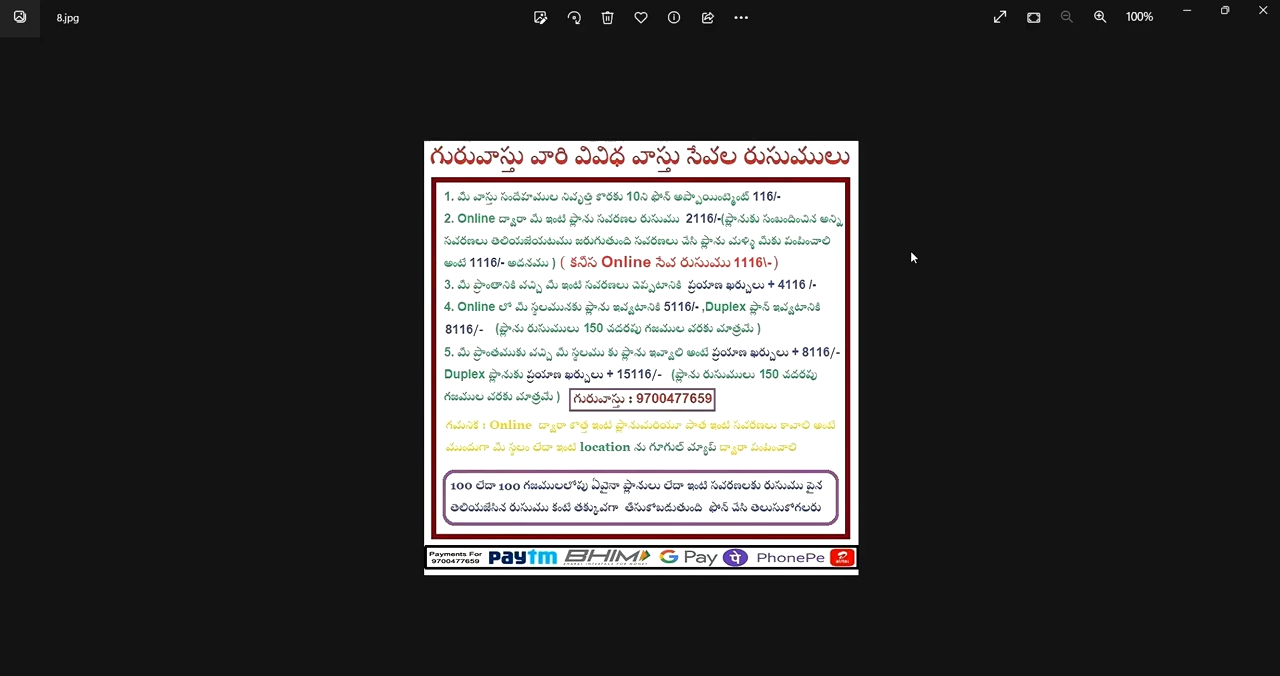 8.jpg
100%
గురువాస్తు వారి వివిధ వాస్తు సేవల రుసుములు
1. మీ వాస్తు సందేహముల నివృత్తి కొరకు 10ని ఫోన్ అప్పాయింట్మెంట్ 116/-
2. Online ద్వారా మీ ఇంటి ప్లాను సవరణల రుసుము 2116/-(ప్లానుకు సంబందించిన అన్ని
సవరణలు తెలియజేయటము జరుగుతుంది సవరణలు చేసి ప్లాను మళ్ళి మీకు పంపించాలి
అంటే 1116/- అదనము ) ( కనీస Online సేవ రుసుము 1116\-)
3. మీ ప్రాంతానికి వచ్చి మీ ఇంటి సవరణలు చెప్పటానికి ప్రయాణ ఖర్చులు + 4116 /-
4. Online లో మీ స్థలమునకు ప్లాను ఇవ్వటానికి 5116/- ,Duplex ప్లాన్ ఇవ్వటానికి
8116/- (ప్లాను రుసుములు 150 చదరపు గజముల వరకు మాత్రమే )
5. మీ ప్రాంతముకు వచ్చి మీ స్థలము కు ప్లాను ఇవ్వాలి అంటే ప్రయాణ ఖర్చులు + 8116/-
Duplex ప్లానుకు ప్రయాణ ఖర్చులు + 15116/- (ప్లాను రుసుములు 150 చదరపు
గజముల వరకు మాత్రమే ) గురువాస్తు : 9700477659
గమనిక : Online ద్వారా కొత్త ఇంటి ప్లానుమరియూ పాత ఇంటి సవరణలు కావాలి అంటే
ముందుగా మీ స్థలం లేదా ఇంటి location ను గూగుల్ మ్యాప్ ద్వారా పంపించాలి
100 లేదా 100 గజములలోపు ఏవైనా ప్లానులు లేదా ఇంటి సవరణలకు రుసుము పైన
తెలియజేసిన రుసుము కంటే తక్కువగా తీసుకోబడుతుంది ఫోన్ చేసి తెలుసుకోగలరు
Payments For
9700477659
paytm BHIM G Pay PhonePe airtel